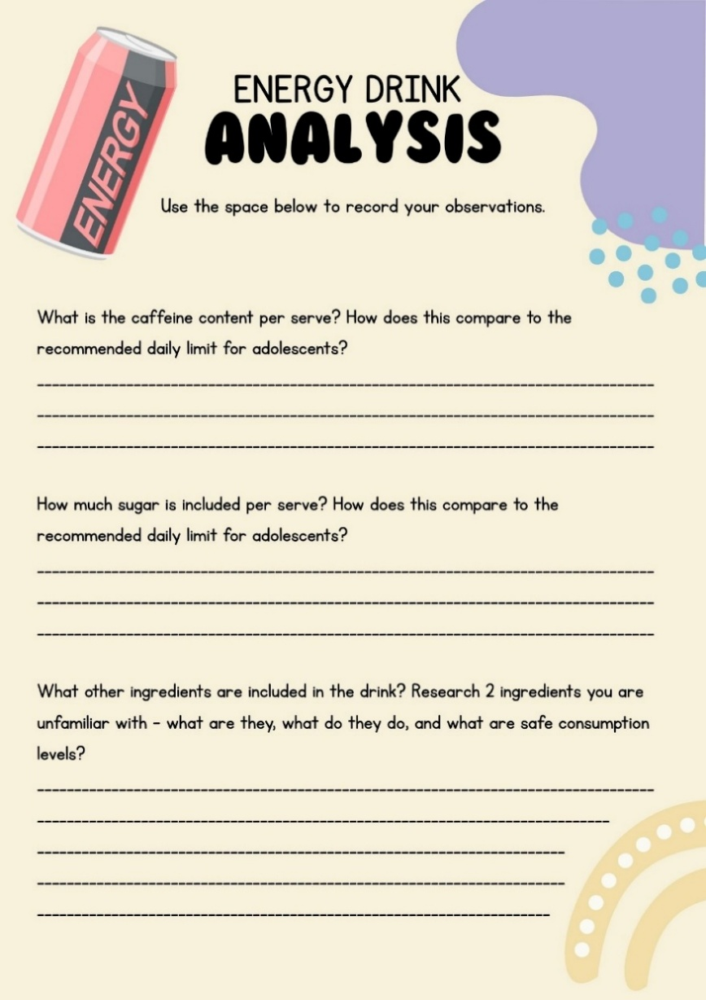 ENERGY
ENERGY DRINK
ANALYSIS
Use the space below to record your observations.
What is the caffeine content per serve? How does this compare to the
recommended daily limit for adolescents?
How much sugar is included per serve? How does this compare to the
recommended daily limit for adolescents?
What other ingredients are included in the drink? Research 2 ingredients you are
unfamiliar with - what are they, what do they do, and what are safe consumption
levels?